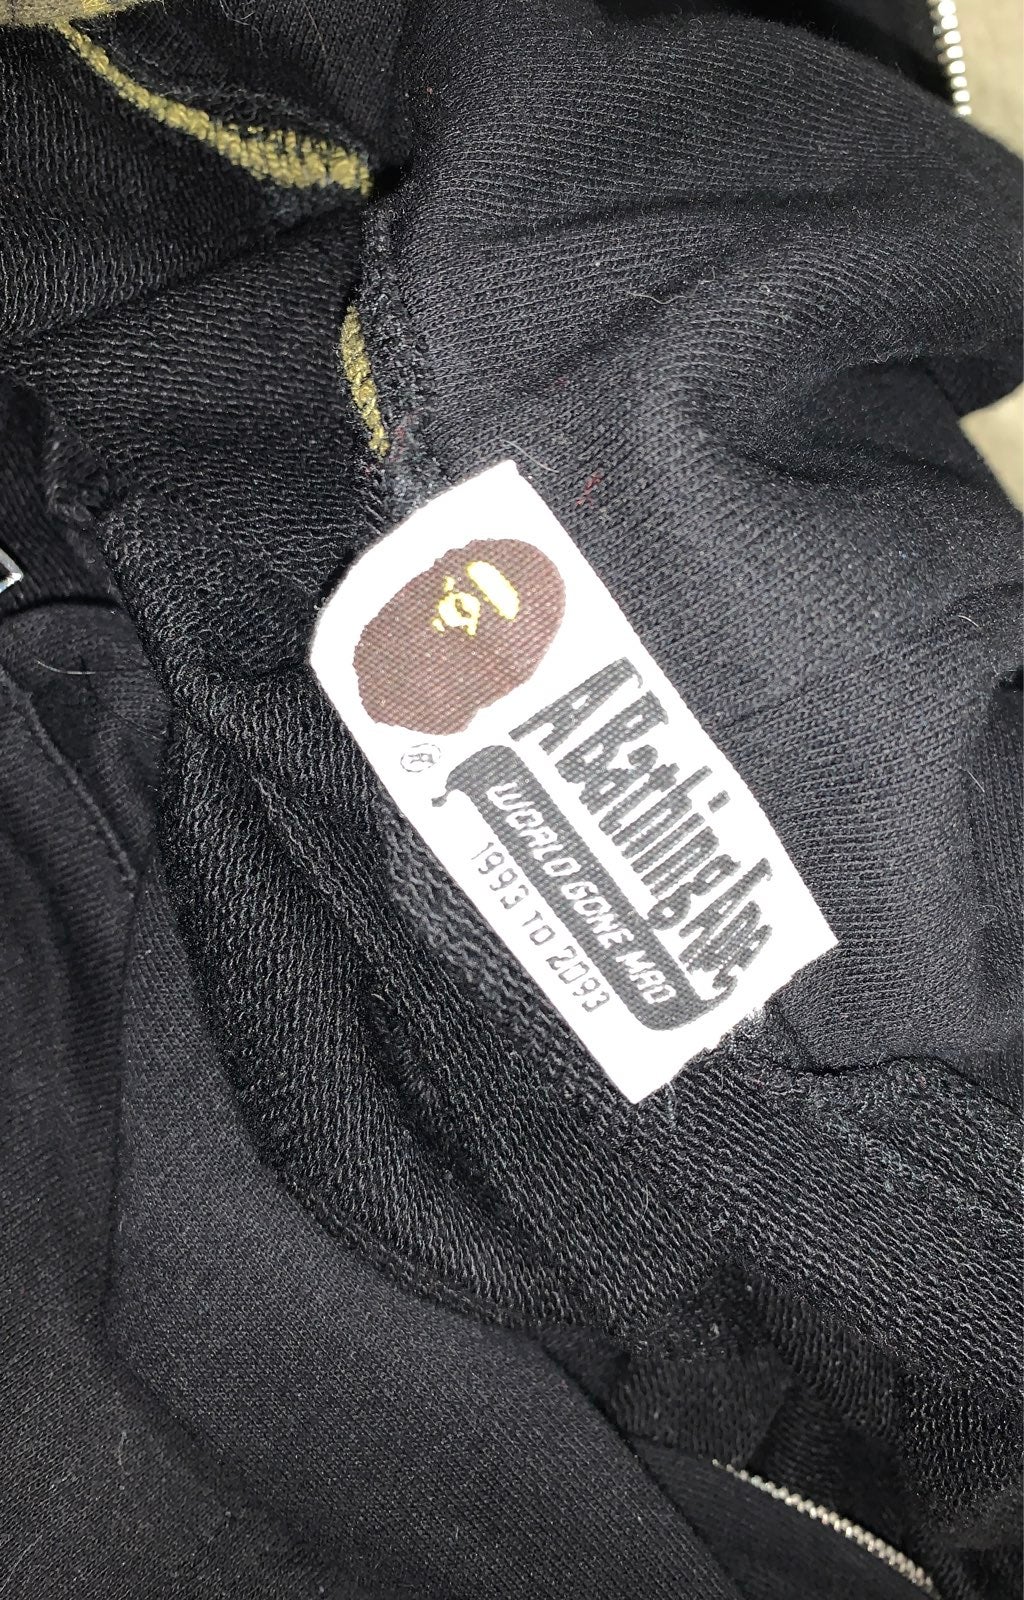 A Bathing Ape
®
WORLD GONE MAD
1993 TO 2093